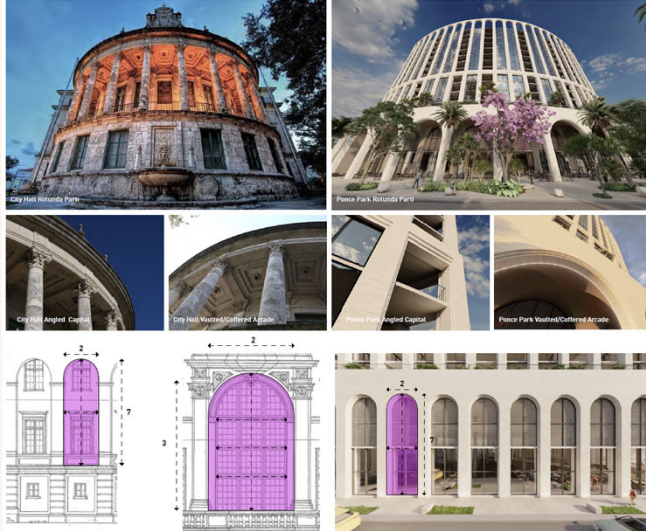 City Hall Rotunda Parti
Ponce Park Rotunda Parti
City Hall Angled Capital
City Hall Vaulted/Coffered Arcade
Ponce Park Angled Capital
Ponce Park Vaulted/Coffered Arcade
2
7
2
3
2
7